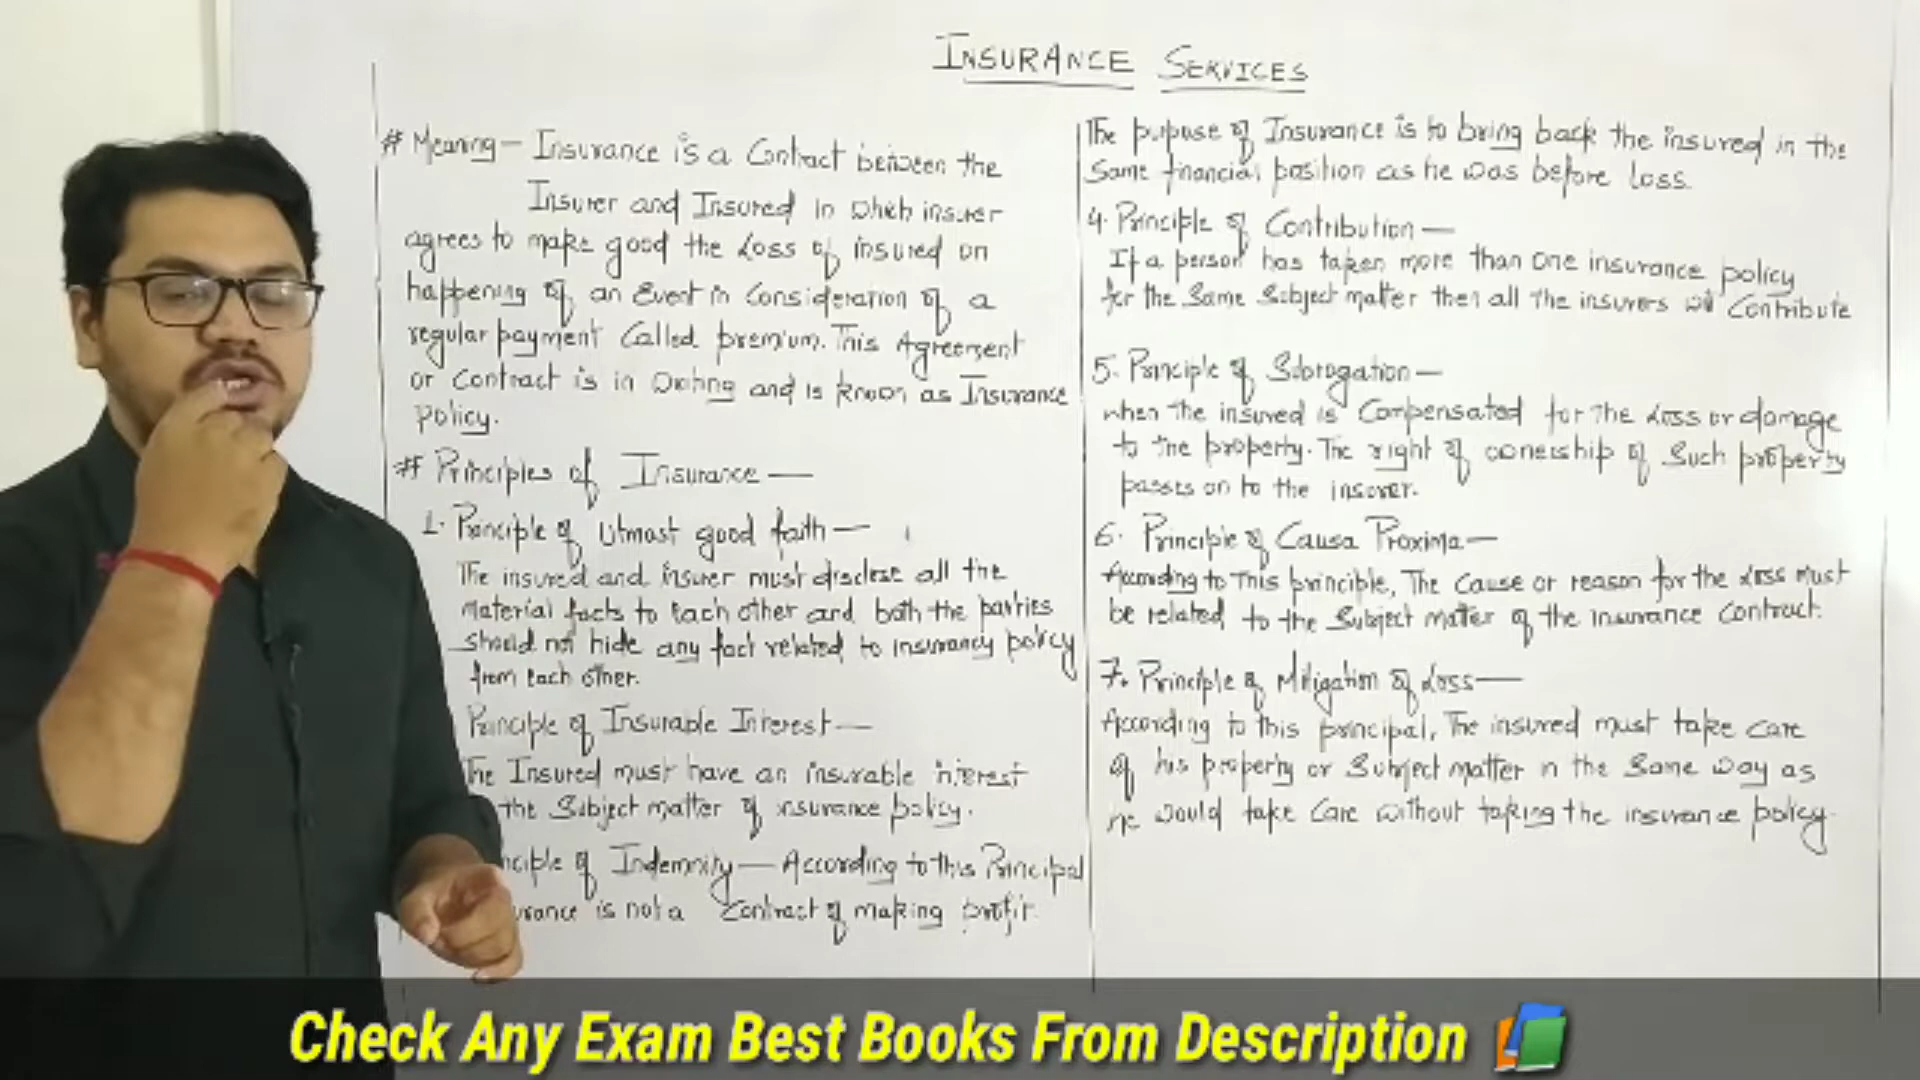 INSURANCE SERVICES
# Meaning - Insurance is a Contract between the
Insurer and Insured in which insurer
agrees to make good the Loss of insured on
happening of an Event in Consideration of a
regular payment Called premium. This Agreement
or Contract is in writing and is known as Insurance
policy.
# Principles of Insurance —
1. Principle of Utmost good faith —
The insured and insurer must disclose all the
material facts to Each other and both the parties
should not hide any fact related to insurancy policy
from Each other.
Principle of Insurable Interest —
The Insured must have an insurable interest
the Subject matter of insurance policy.
nciple of Indemnity — According to this Principal
urance is not a Contract of making profit.
The pupuse of Insurance is to bring back the insured in the
Same financial position as he was before Loss.
4. Principle of Contribution —
If a person has taken more than one insurance policy
for the Same Subject matter then all the insurers will Contribute
5. Principle of Subrogation —
when the insured is Compensated for the Loss or damage
to the property. The right of ownership of Such property
passes on to the insurer.
6. Principle of Causa Proxima —
According to This principle, The Cause or reason for the Loss must
be related to the Subject matter of the insurance Contract.
7. Principle of Mitigation of Loss —
According to this principal, The insured must take care
of his property or Subject matter in the Same way as
he would take care without taking the insurance policy.
Check Any Exam Best Books From Description